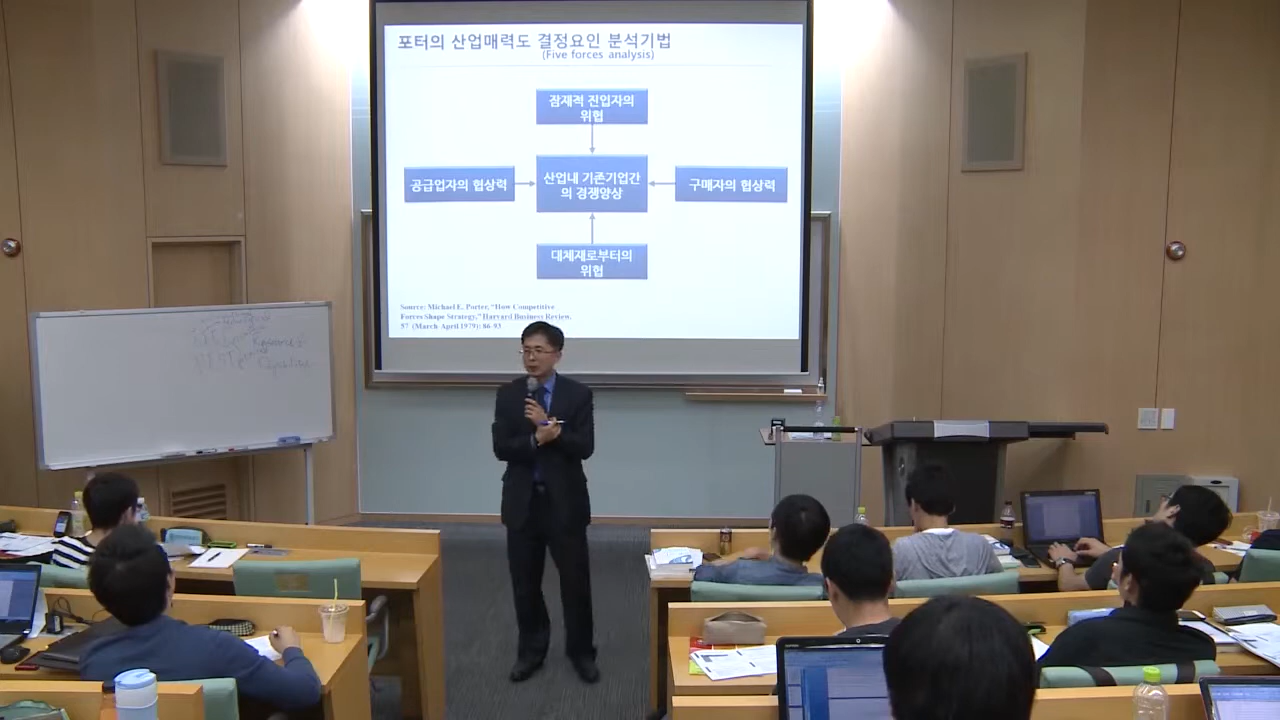 포터의 산업매력도 결정요인 분석기법
(Five forces analysis)
잠재적 진입자의
위협
공급업자의 협상력
산업내 기존기업간
의 경쟁양상
구매자의 협상력
대체재로부터의
위협
Source: Michael E. Porter, "How Competitive
Forces Shape Strategy," Harvard Business Review,
57 (March-April 1979): 86-93